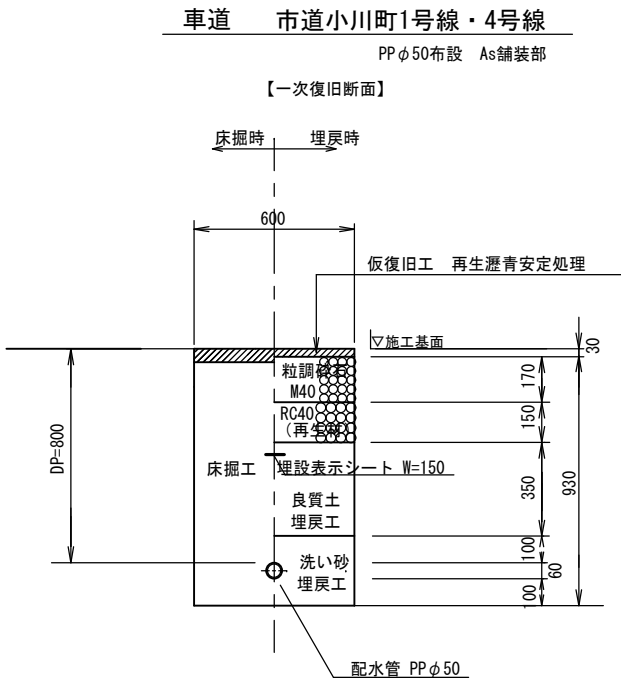 車道　市道小川町1号線・4号線
PPφ50布設　As舗装部
【一次復旧断面】
床掘時　埋戻時
600
仮復旧工　再生瀝青安定処理
▽施工基面
30
粒調砕石
M40
170
RC40
(再生材)
150
DP=800
床掘工
埋設表示シート W=150
350
930
良質土
埋戻工
100
洗い砂
埋戻工
60
100
配水管 PPφ50